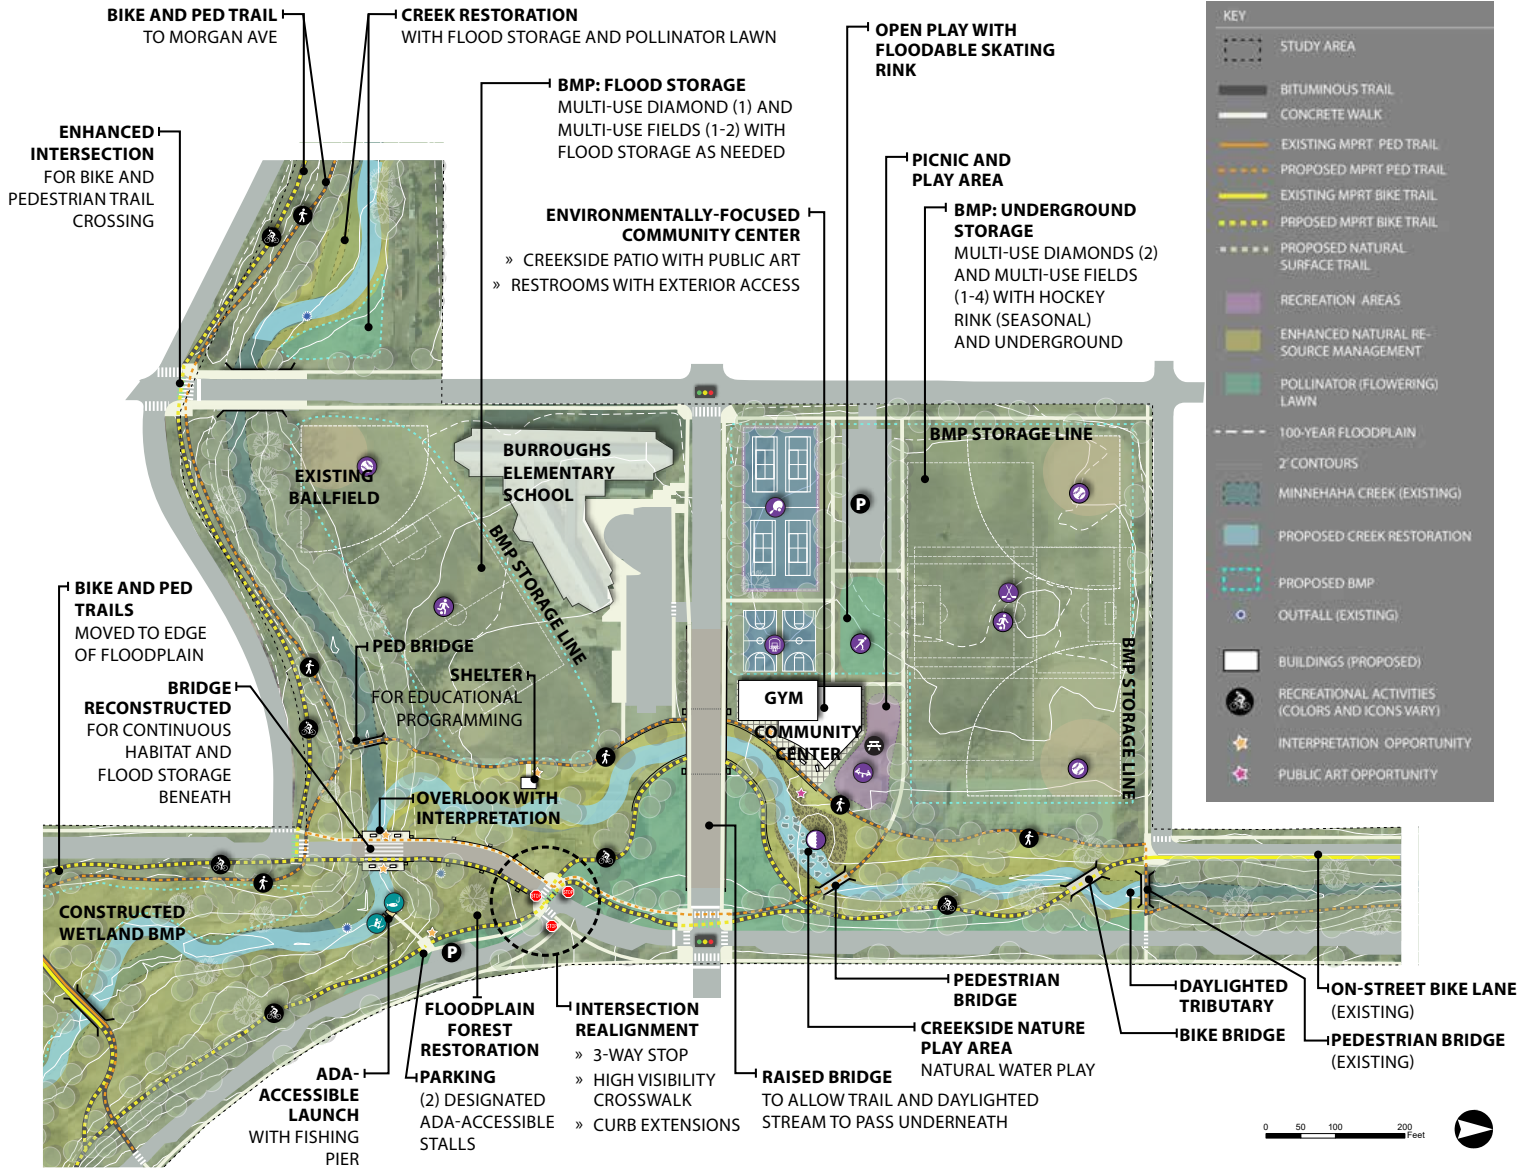 BIKE AND PED TRAIL
TO MORGAN AVE
CREEK RESTORATION
WITH FLOOD STORAGE AND POLLINATOR LAWN
OPEN PLAY WITH
FLOODABLE SKATING
RINK
BMP: FLOOD STORAGE
MULTI-USE DIAMOND (1) AND
MULTI-USE FIELDS (1-2) WITH
FLOOD STORAGE AS NEEDED
ENHANCED
INTERSECTION
FOR BIKE AND
PEDESTRIAN TRAIL
CROSSING
PICNIC AND
PLAY AREA
ENVIRONMENTALLY-FOCUSED
COMMUNITY CENTER
» CREEKSIDE PATIO WITH PUBLIC ART
» RESTROOMS WITH EXTERIOR ACCESS
BMP: UNDERGROUND
STORAGE
MULTI-USE DIAMONDS (2)
AND MULTI-USE FIELDS
(1-4) WITH HOCKEY
RINK (SEASONAL)
AND UNDERGROUND
KEY
STUDY AREA
BITUMINOUS TRAIL
CONCRETE WALK
EXISTING MPRT PED TRAIL
PROPOSED MPRT PED TRAIL
EXISTING MPRT BIKE TRAIL
PRPOSED MPRT BIKE TRAIL
PROPOSED NATURAL
SURFACE TRAIL
RECREATION AREAS
ENHANCED NATURAL RE-
SOURCE MANAGEMENT
POLLINATOR (FLOWERING)
LAWN
100-YEAR FLOODPLAIN
2' CONTOURS
MINNEHAHA CREEK (EXISTING)
PROPOSED CREEK RESTORATION
PROPOSED BMP
OUTFALL (EXISTING)
BUILDINGS (PROPOSED)
RECREATIONAL ACTIVITIES
(COLORS AND ICONS VARY)
INTERPRETATION OPPORTUNITY
PUBLIC ART OPPORTUNITY
EXISTING
BALLFIELD
BURROUGHS
ELEMENTARY
SCHOOL
BMP STORAGE LINE
BMP STORAGE LINE
BMP STORAGE LINE
P
BIKE AND PED
TRAILS
MOVED TO EDGE
OF FLOODPLAIN
PED BRIDGE
SHELTER
FOR EDUCATIONAL
PROGRAMMING
BRIDGE
RECONSTRUCTED
FOR CONTINUOUS
HABITAT AND
FLOOD STORAGE
BENEATH
GYM
COMMUNITY
CENTER
OVERLOOK WITH
INTERPRETATION
CONSTRUCTED
WETLAND BMP
STOP
STOP
STOP
P
FLOODPLAIN
FOREST
RESTORATION
INTERSECTION
REALIGNMENT
» 3-WAY STOP
» HIGH VISIBILITY
CROSSWALK
» CURB EXTENSIONS
PEDESTRIAN
BRIDGE
CREEKSIDE NATURE
PLAY AREA
NATURAL WATER PLAY
DAYLIGHTED
TRIBUTARY
BIKE BRIDGE
ON-STREET BIKE LANE
(EXISTING)
PEDESTRIAN BRIDGE
(EXISTING)
ADA-
ACCESSIBLE
LAUNCH
WITH FISHING
PIER
PARKING
(2) DESIGNATED
ADA-ACCESSIBLE
STALLS
RAISED BRIDGE
TO ALLOW TRAIL AND DAYLIGHTED
STREAM TO PASS UNDERNEATH
0 50 100 200
Feet